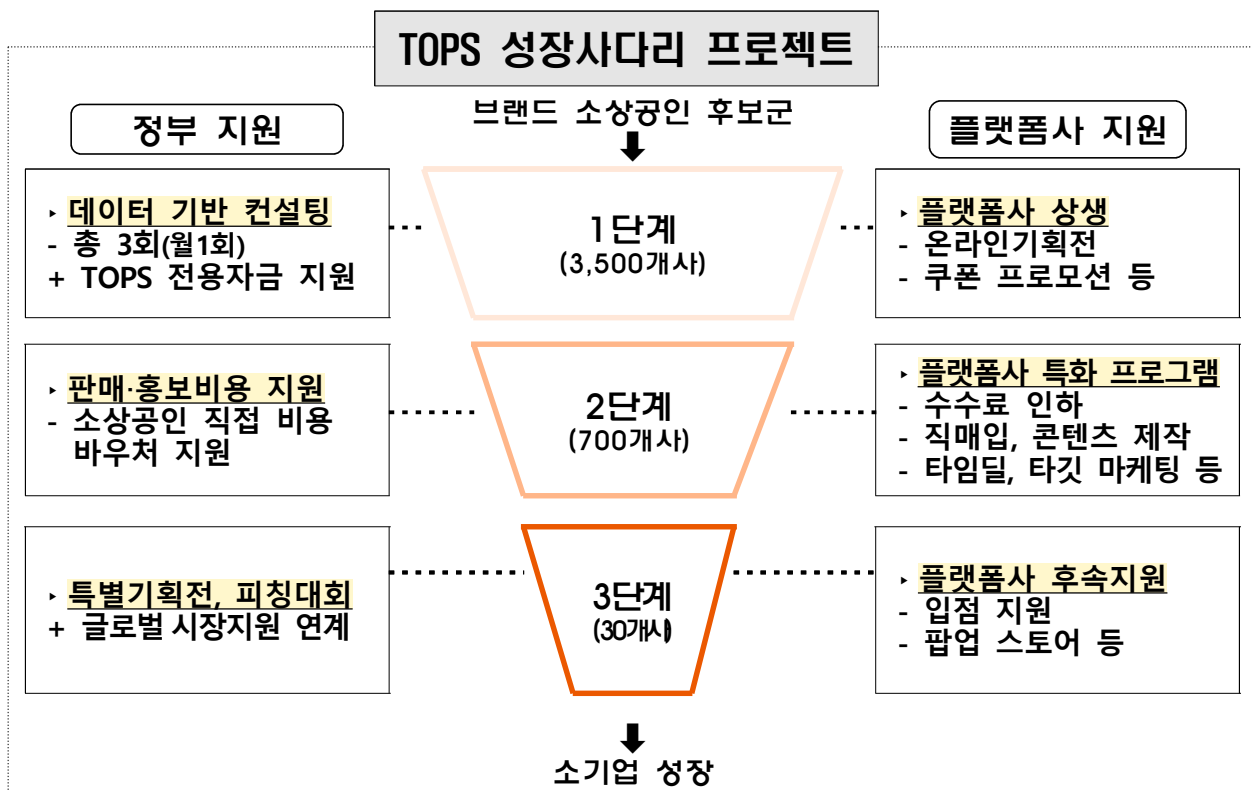 TOPS 성장사다리 프로젝트
브랜드 소상공인 후보군
정부 지원
플랫폼사 지원
▸ 데이터 기반 컨설팅
- 총 3회(월1회)
+ TOPS 전용자금 지원
1단계
(3,500개사)
▸ 플랫폼사 상생
- 온라인기획전
- 쿠폰 프로모션 등
▸ 판매·홍보비용 지원
- 소상공인 직접 비용
바우처 지원
2단계
(700개사)
▸ 플랫폼사 특화 프로그램
- 수수료 인하
- 직매입, 콘텐츠 제작
- 타임딜, 타깃 마케팅 등
▸ 특별기획전, 피칭대회
+ 글로벌 시장지원 연계
3단계
(30개사)
▸ 플랫폼사 후속지원
- 입점 지원
- 팝업 스토어 등
소기업 성장